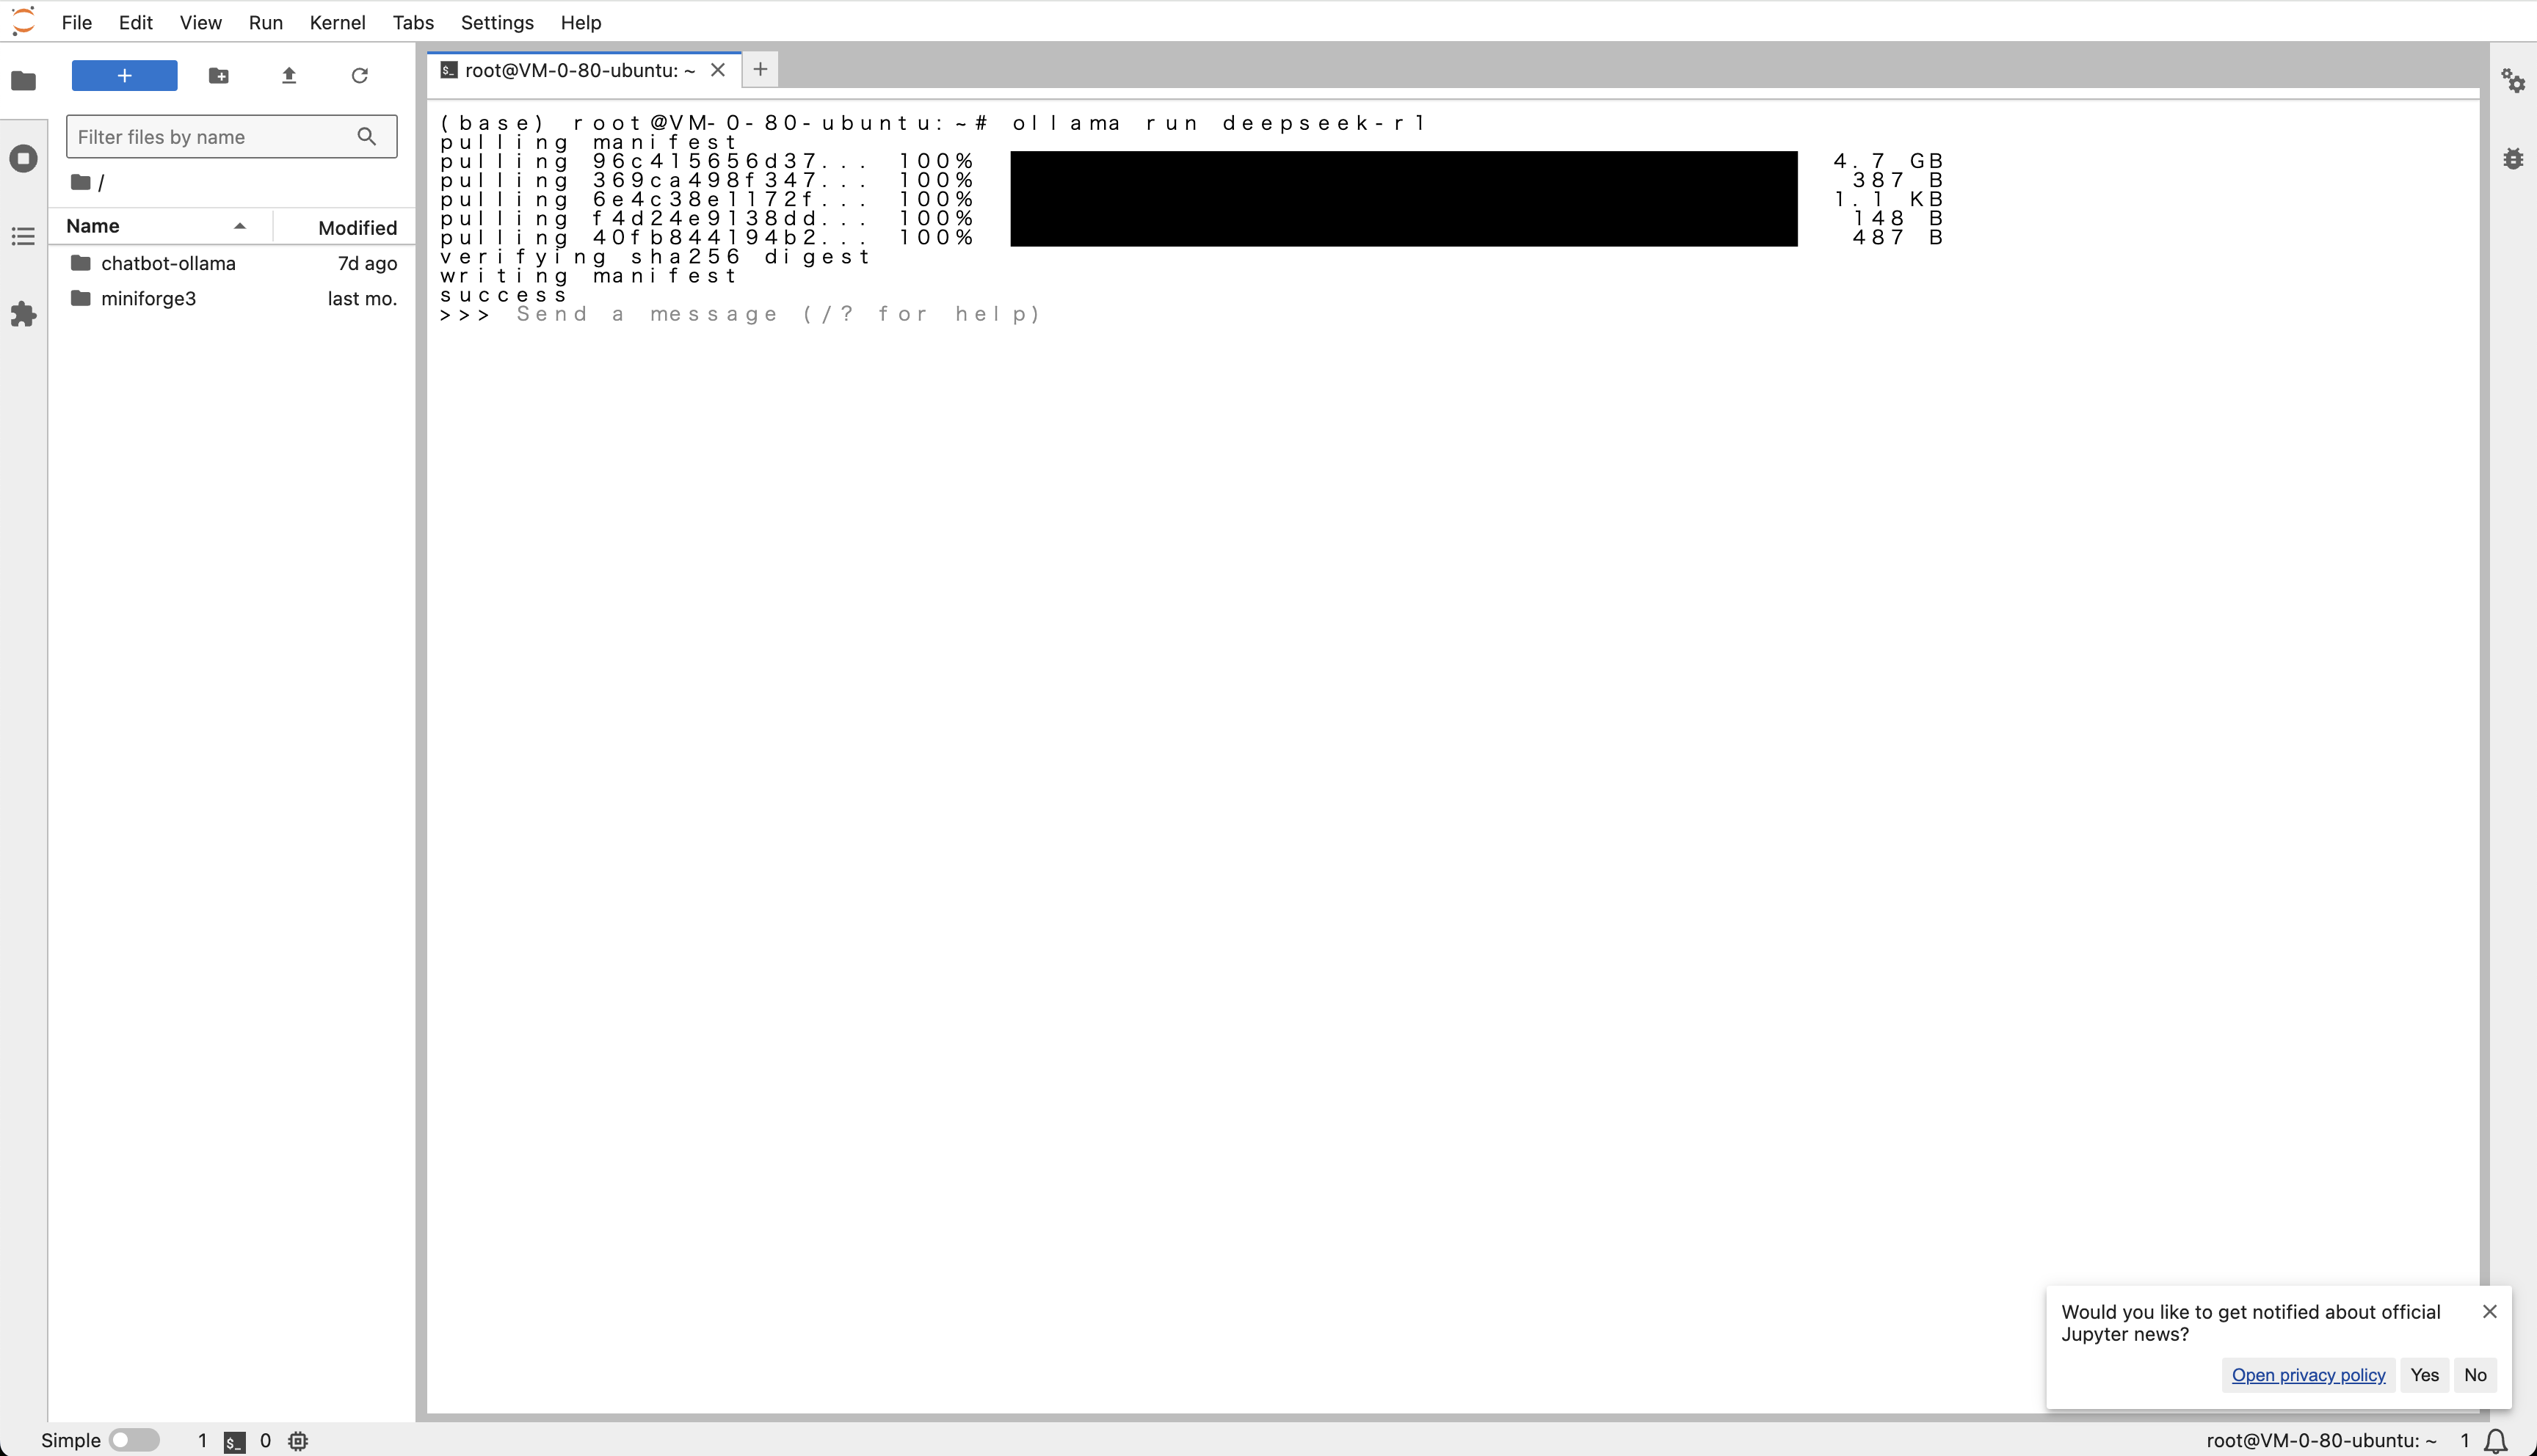 File Edit View Run Kernel Tabs Settings Help
root@VM-0-80-ubuntu: ~
Filter files by name
/
Name Modified
chatbot-ollama 7d ago
miniforge3 last mo.
(base) root@VM-0-80-ubuntu:~# ollama run deepseek-r1
pulling manifest
pulling 96c415656d37... 100% 4.7 GB
pulling 369ca498f347... 100% 387 B
pulling 6e4c38e1172f... 100% 1.1 KB
pulling f4d24e9138dd... 100% 148 B
pulling 40fb844194b2... 100% 487 B
verifying sha256 digest
writing manifest
success
>>> Send a message (/? for help)
Would you like to get notified about official
Jupyter news?
Open privacy policy Yes No
Simple 1 $_ 0 root@VM-0-80-ubuntu: ~ 1